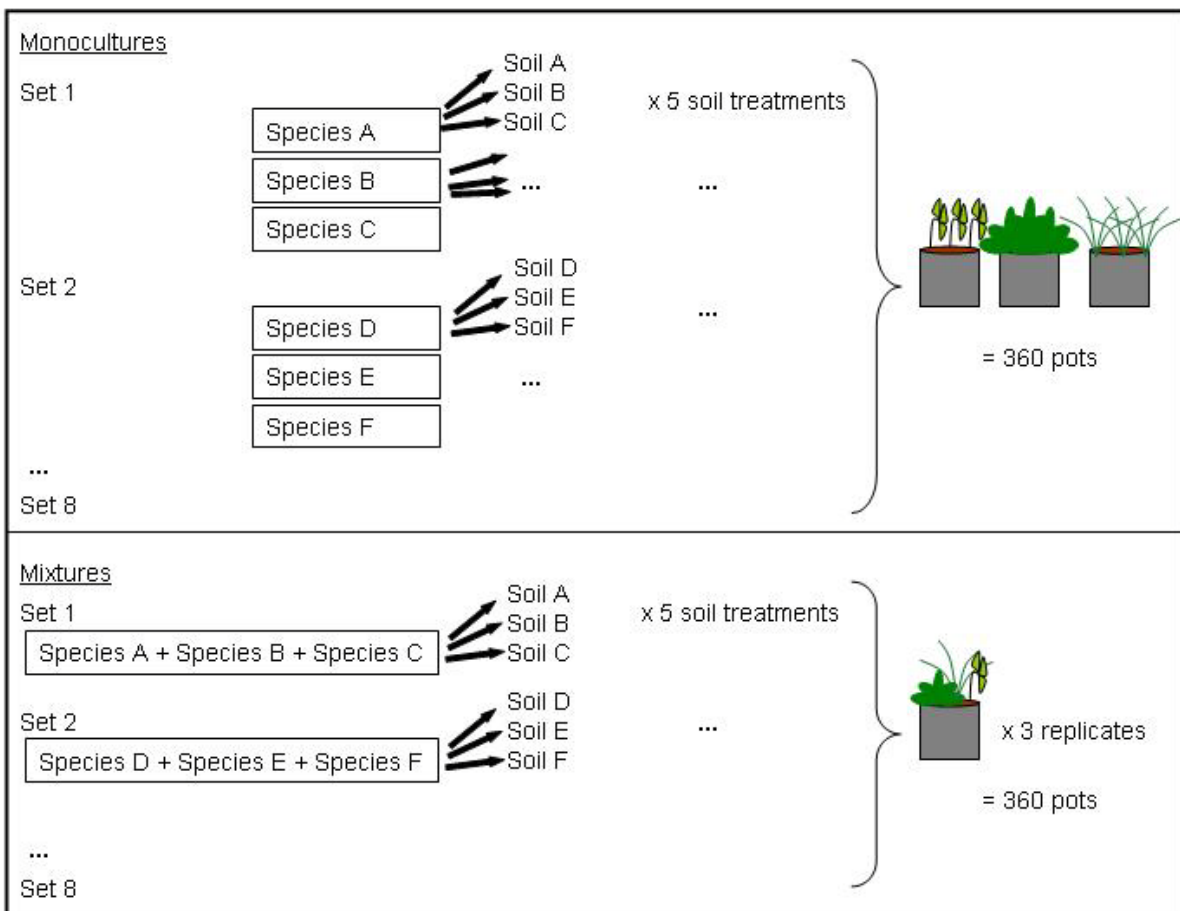 Monocultures
Set 1
Soil A
Soil B
Soil C
x 5 soil treatments
Species A
Species B
...
...
Species C
Set 2
Soil D
Soil E
Soil F
...
Species D
Species E
...
Species F
...
Set 8
= 360 pots
Mixtures
Set 1
Soil A
Soil B
Soil C
x 5 soil treatments
Species A + Species B + Species C
Set 2
Soil D
Soil E
Soil F
...
Species D + Species E + Species F
...
Set 8
x 3 replicates
= 360 pots